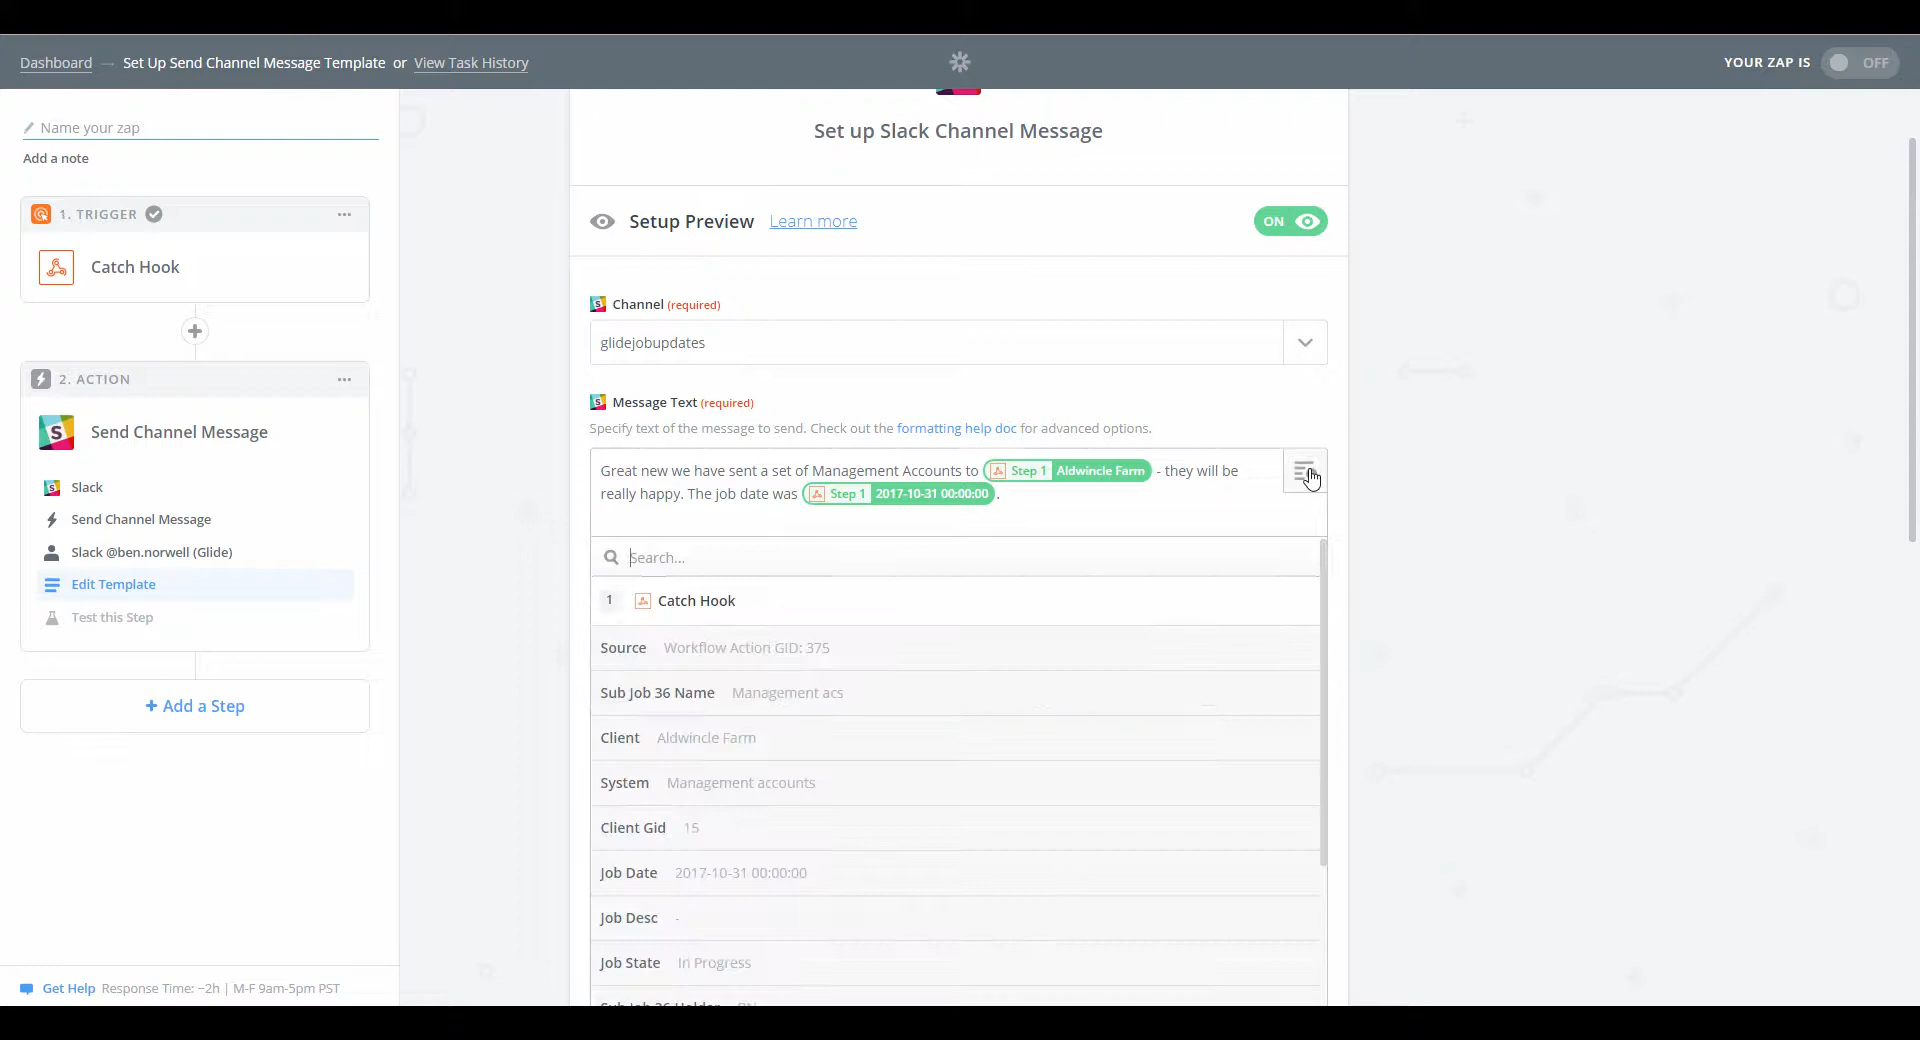 Dashboard → Set Up Send Channel Message Template or View Task History
YOUR ZAP IS OFF
Name your zap
Add a note
1. TRIGGER
Catch Hook
2. ACTION
Send Channel Message
Slack
Send Channel Message
Slack @ben.norwell (Glide)
Edit Template
Test this Step
+ Add a Step
Get Help Response Time: ~2h | M-F 9am-5pm PST
Set up Slack Channel Message
Setup Preview Learn more
ON
Channel (required)
glidejobupdates
Message Text (required)
Specify text of the message to send. Check out the formatting help doc for advanced options.
Great new we have sent a set of Management Accounts to Step 1 Aldwincle Farm - they will be
really happy. The job date was Step 1 2017-10-31 00:00:00 .
Search...
1 Catch Hook
Source Workflow Action GID: 375
Sub Job 36 Name Management acs
Client Aldwincle Farm
System Management accounts
Client Gid 15
Job Date 2017-10-31 00:00:00
Job Desc -
Job State In Progress